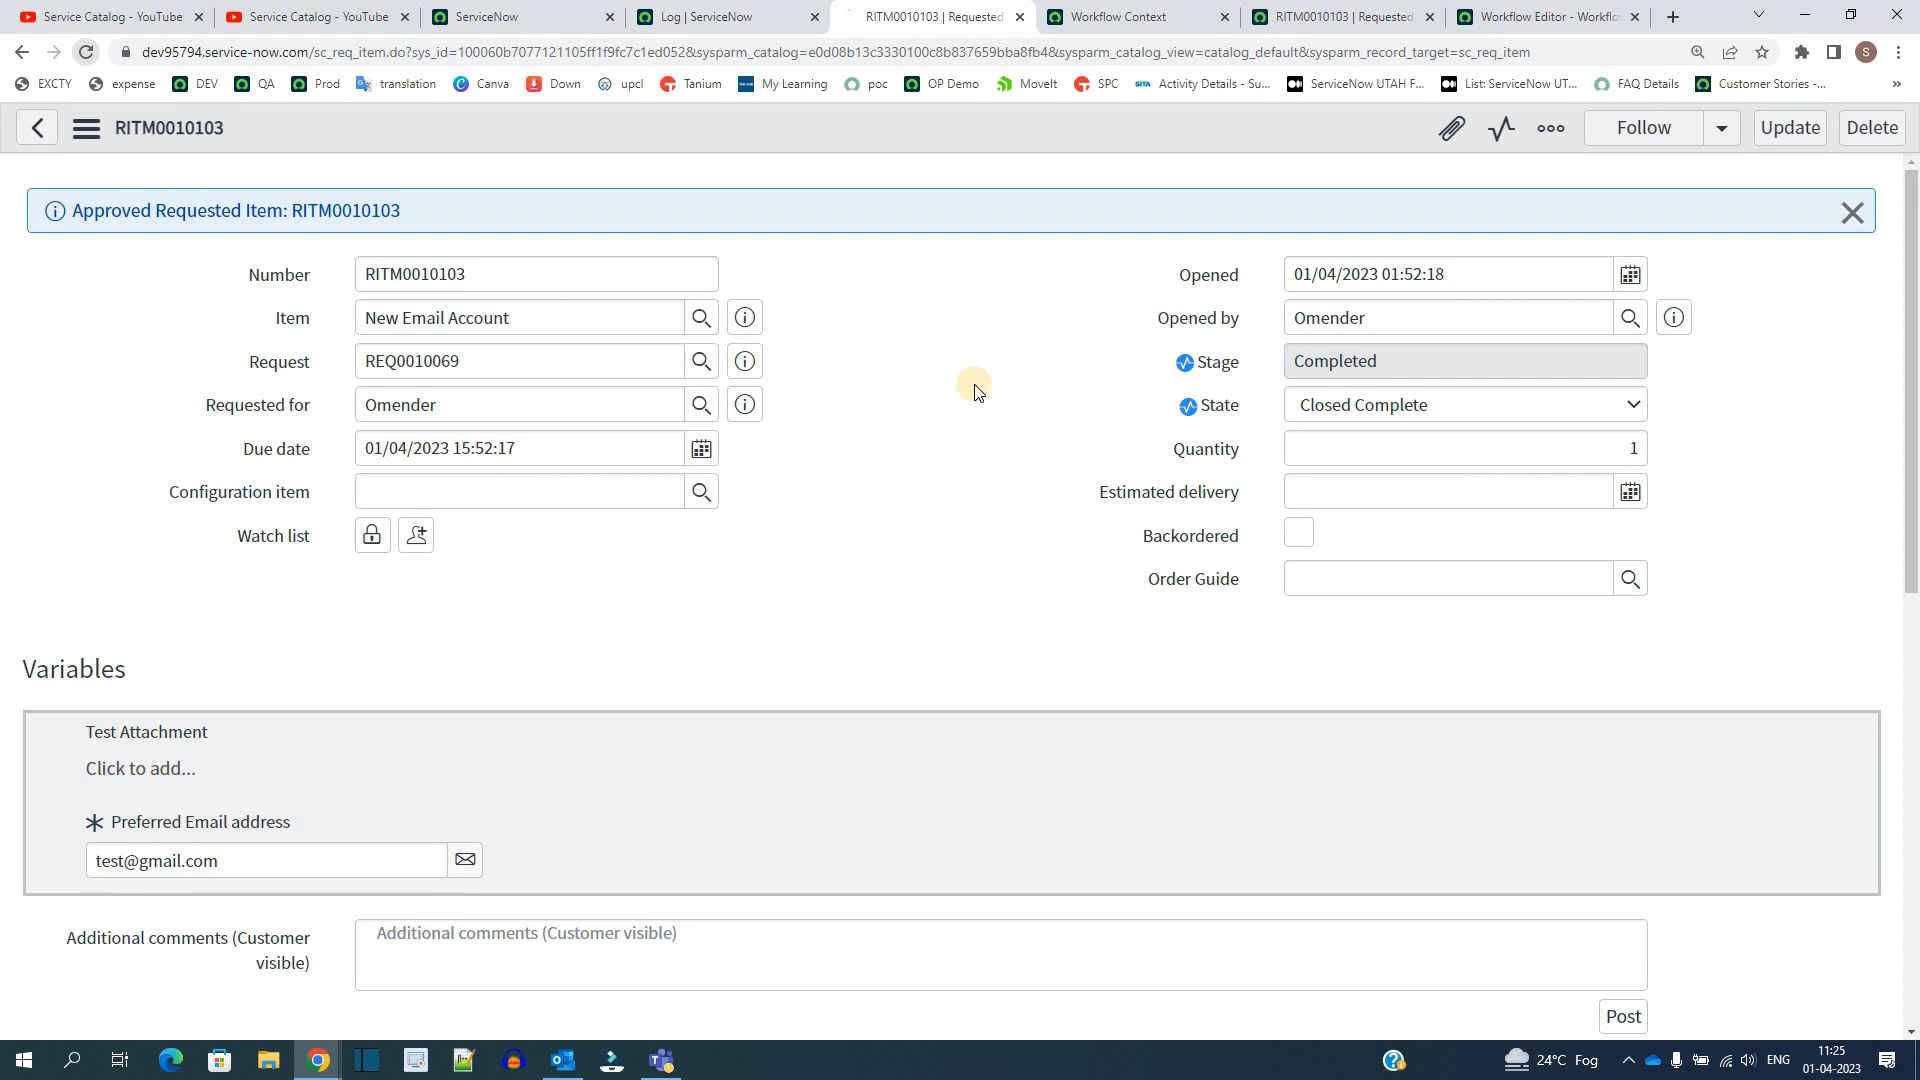 Service Catalog - YouTube
Service Catalog - YouTube
ServiceNow
Log | ServiceNow
RITM0010103 | Requested
Workflow Context
RITM0010103 | Requested
Workflow Editor - Workflo
dev95794.service-now.com/sc_req_item.do?sys_id=100060b7077121105ff1f9fc7c1ed052&sysparm_catalog=e0d08b13c3330100c8b837659bba8fb4&sysparm_catalog_view=catalog_default&sysparm_record_target=sc_req_item
S
EXCTY
expense
DEV
QA
Prod
translation
Canva
Down
upcl
Tanium
My Learning
poc
OP Demo
MoveIt
SPC
SITA
Activity Details - Su...
ServiceNow UTAH F...
List: ServiceNow UT...
FAQ Details
Customer Stories -...
»
RITM0010103
Follow
Update
Delete
Approved Requested Item: RITM0010103
Number RITM0010103
Opened 01/04/2023 01:52:18
Item New Email Account
Opened by Omender
Request REQ0010069
Stage Completed
Requested for Omender
State Closed Complete
Due date 01/04/2023 15:52:17
Quantity 1
Configuration item
Estimated delivery
Watch list
Backordered
Order Guide
Variables
Test Attachment
Click to add...
Preferred Email address
test@gmail.com
Additional comments (Customer
visible)
Additional comments (Customer visible)
Post
24°C Fog
ENG
11:25
01-04-2023